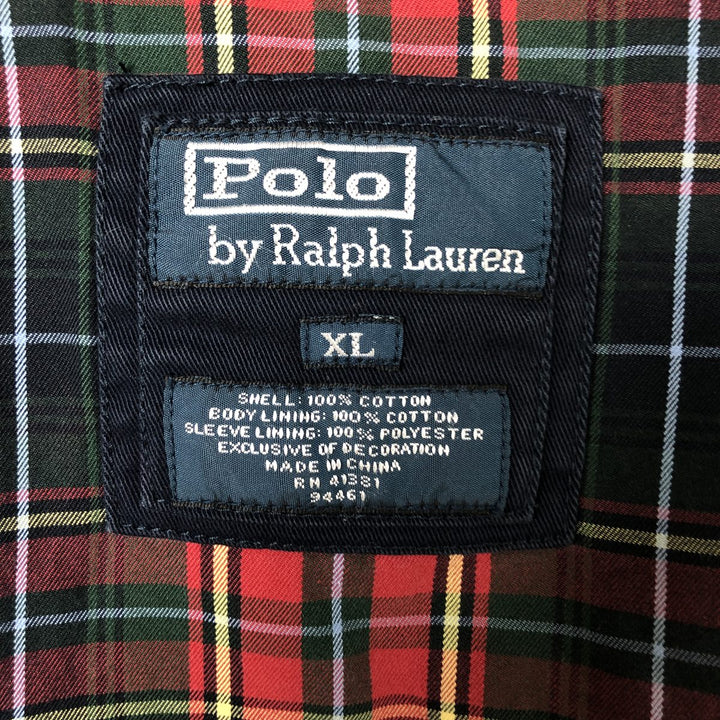 Polo
by Ralph Lauren
XL
SHELL: 100% COTTON
BODY LINING: 100% COTTON
SLEEVE LINING: 100% POLYESTER
EXCLUSIVE OF DECORATION
MADE IN CHINA
RN 41381
94461